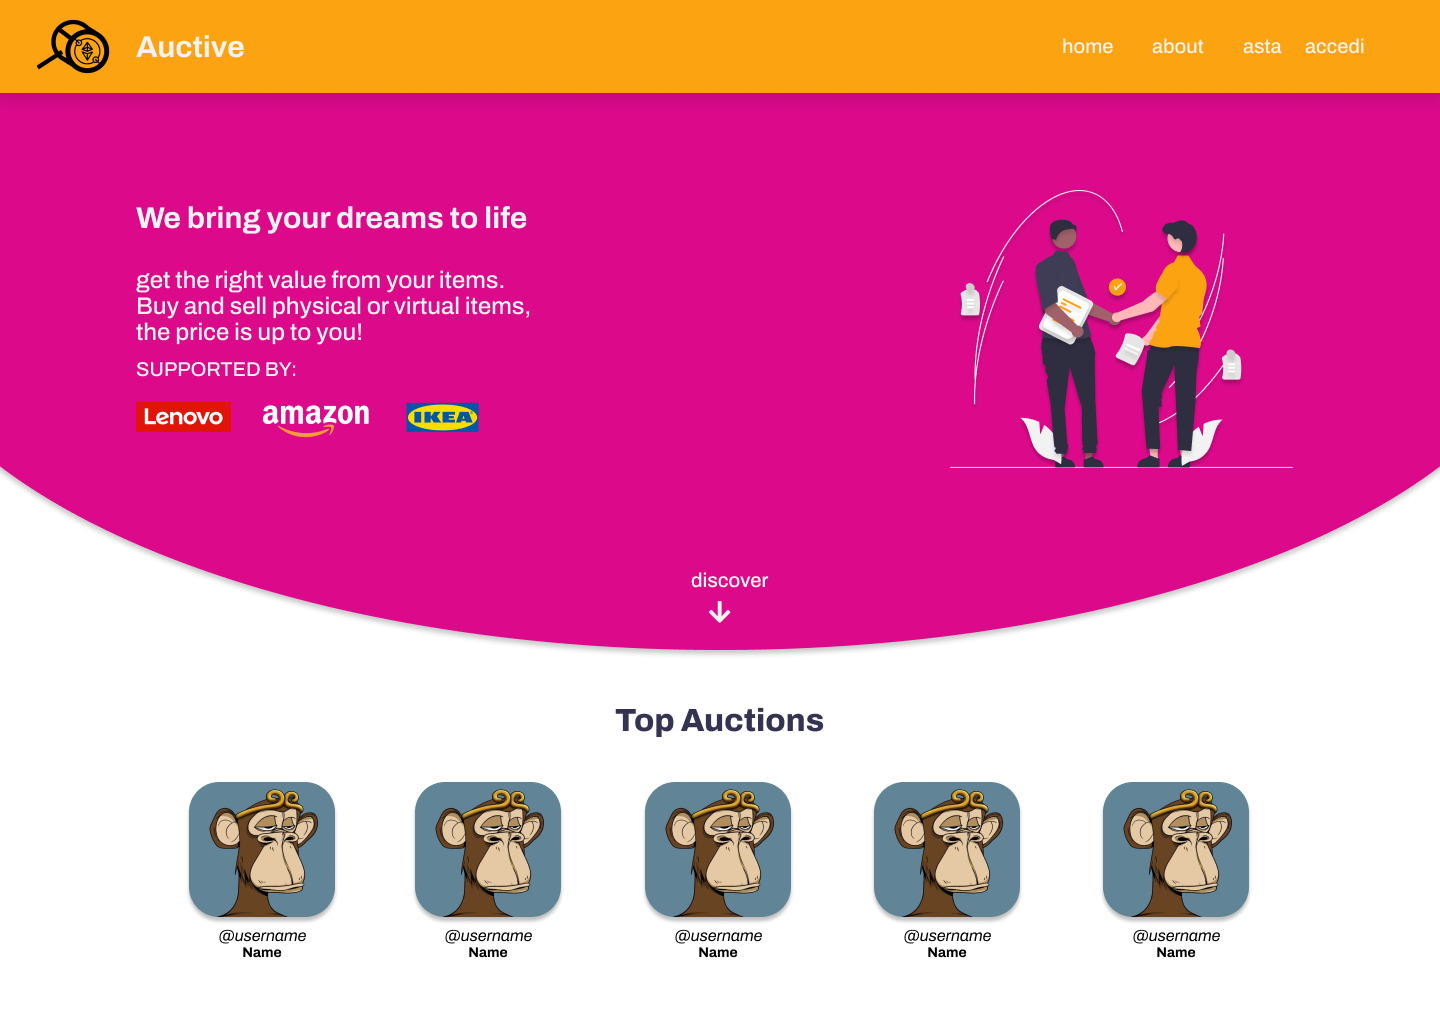 Auctive
home about asta accedi
We bring your dreams to life
get the right value from your items.
Buy and sell physical or virtual items,
the price is up to you!
SUPPORTED BY:
Lenovo amazon IKEA
discover
Top Auctions
@username @username @username @username @username
Name Name Name Name Name